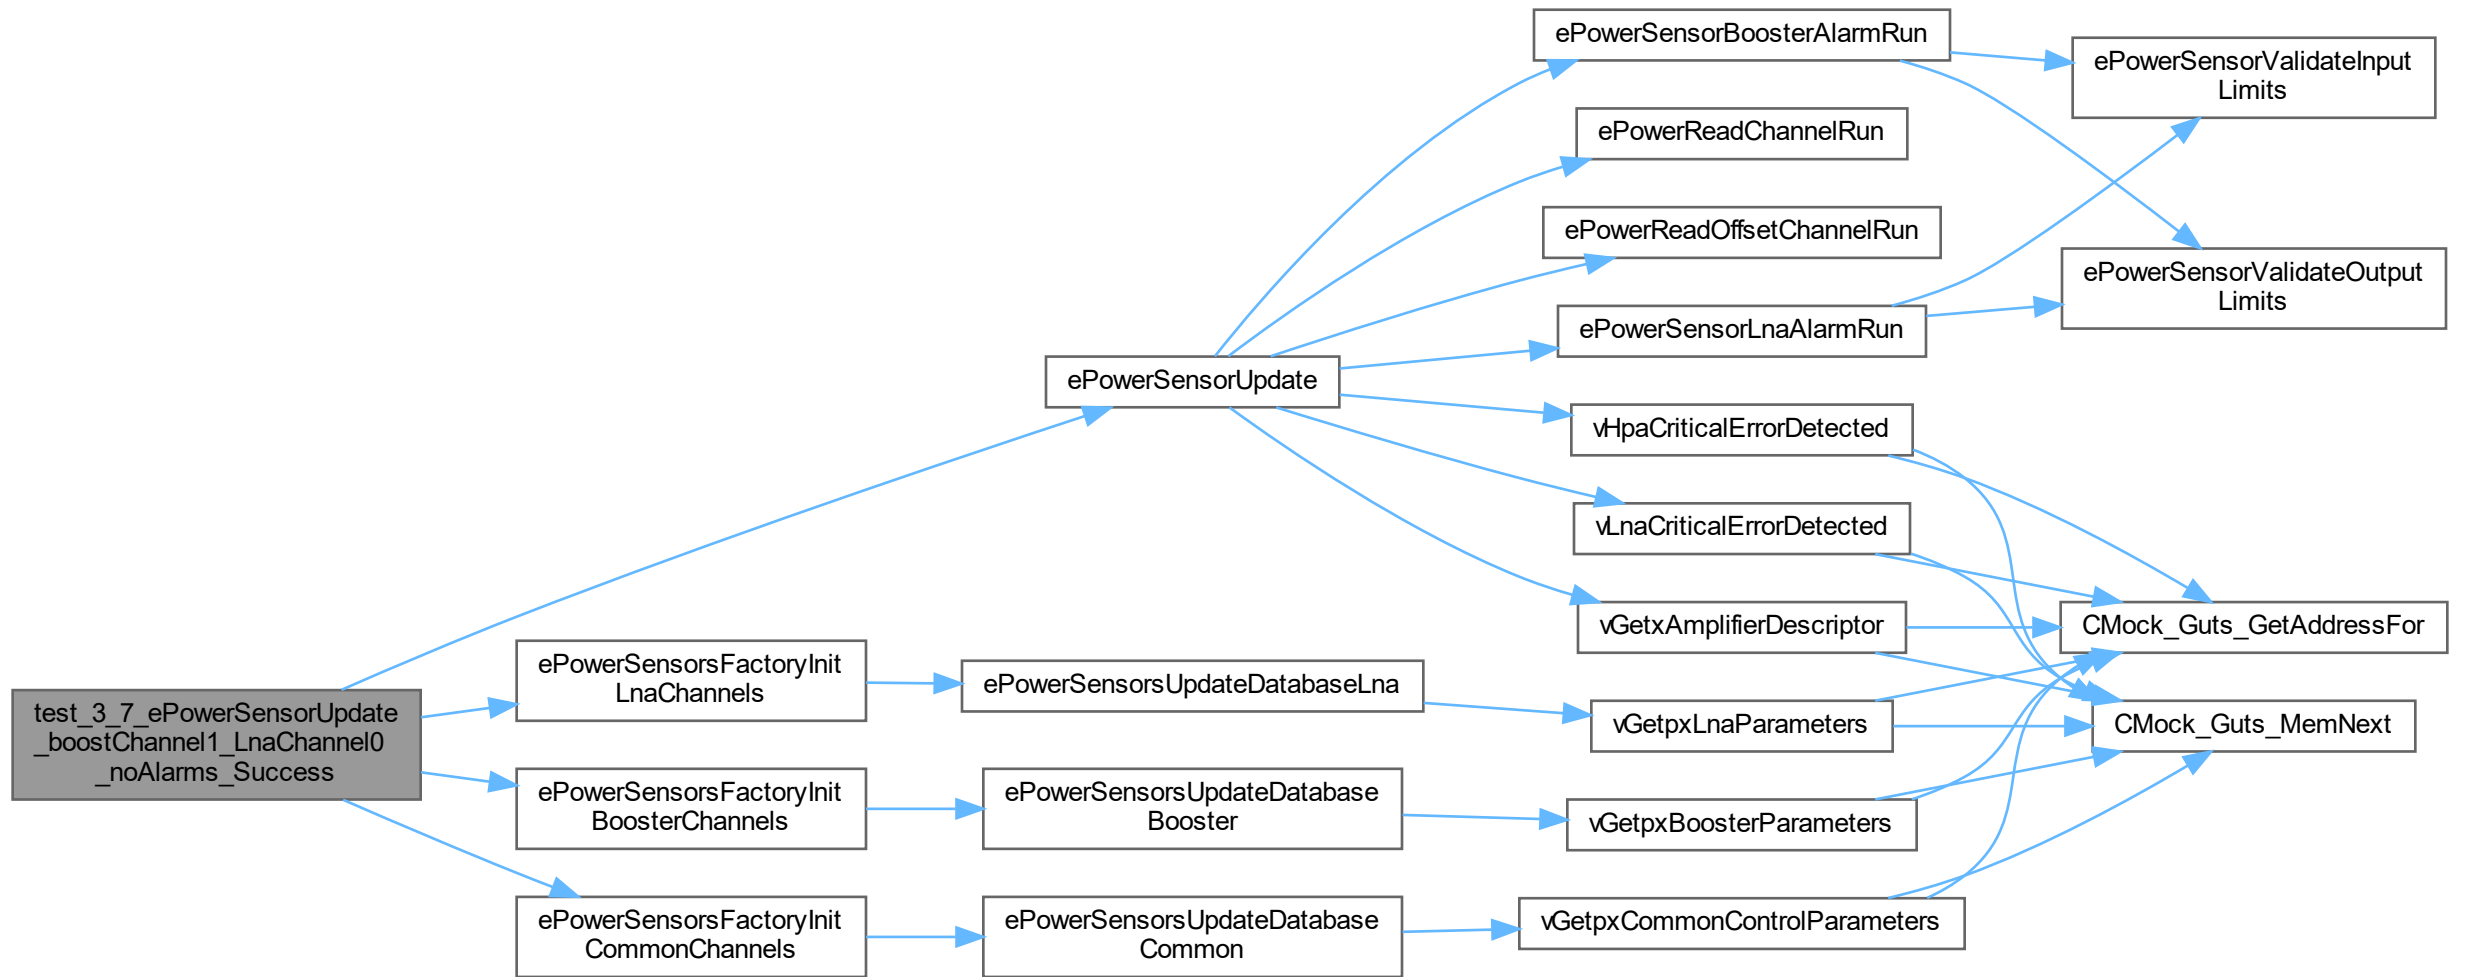 test_3_7_ePowerSensorUpdate
_boostChannel1_LnaChannel0
_noAlarms_Success
ePowerSensorUpdate
ePowerSensorBoosterAlarmRun
ePowerSensorValidateInput
Limits
ePowerSensorValidateOutput
Limits
ePowerReadChannelRun
ePowerReadOffsetChannelRun
ePowerSensorLnaAlarmRun
vHpaCriticalErrorDetected
CMock_Guts_GetAddressFor
CMock_Guts_MemNext
vLnaCriticalErrorDetected
vGetxAmplifierDescriptor
ePowerSensorsFactoryInit
LnaChannels
ePowerSensorsUpdateDatabaseLna
vGetpxLnaParameters
ePowerSensorsFactoryInit
BoosterChannels
ePowerSensorsUpdateDatabase
Booster
vGetpxBoosterParameters
ePowerSensorsFactoryInit
CommonChannels
ePowerSensorsUpdateDatabase
Common
vGetpxCommonControlParameters